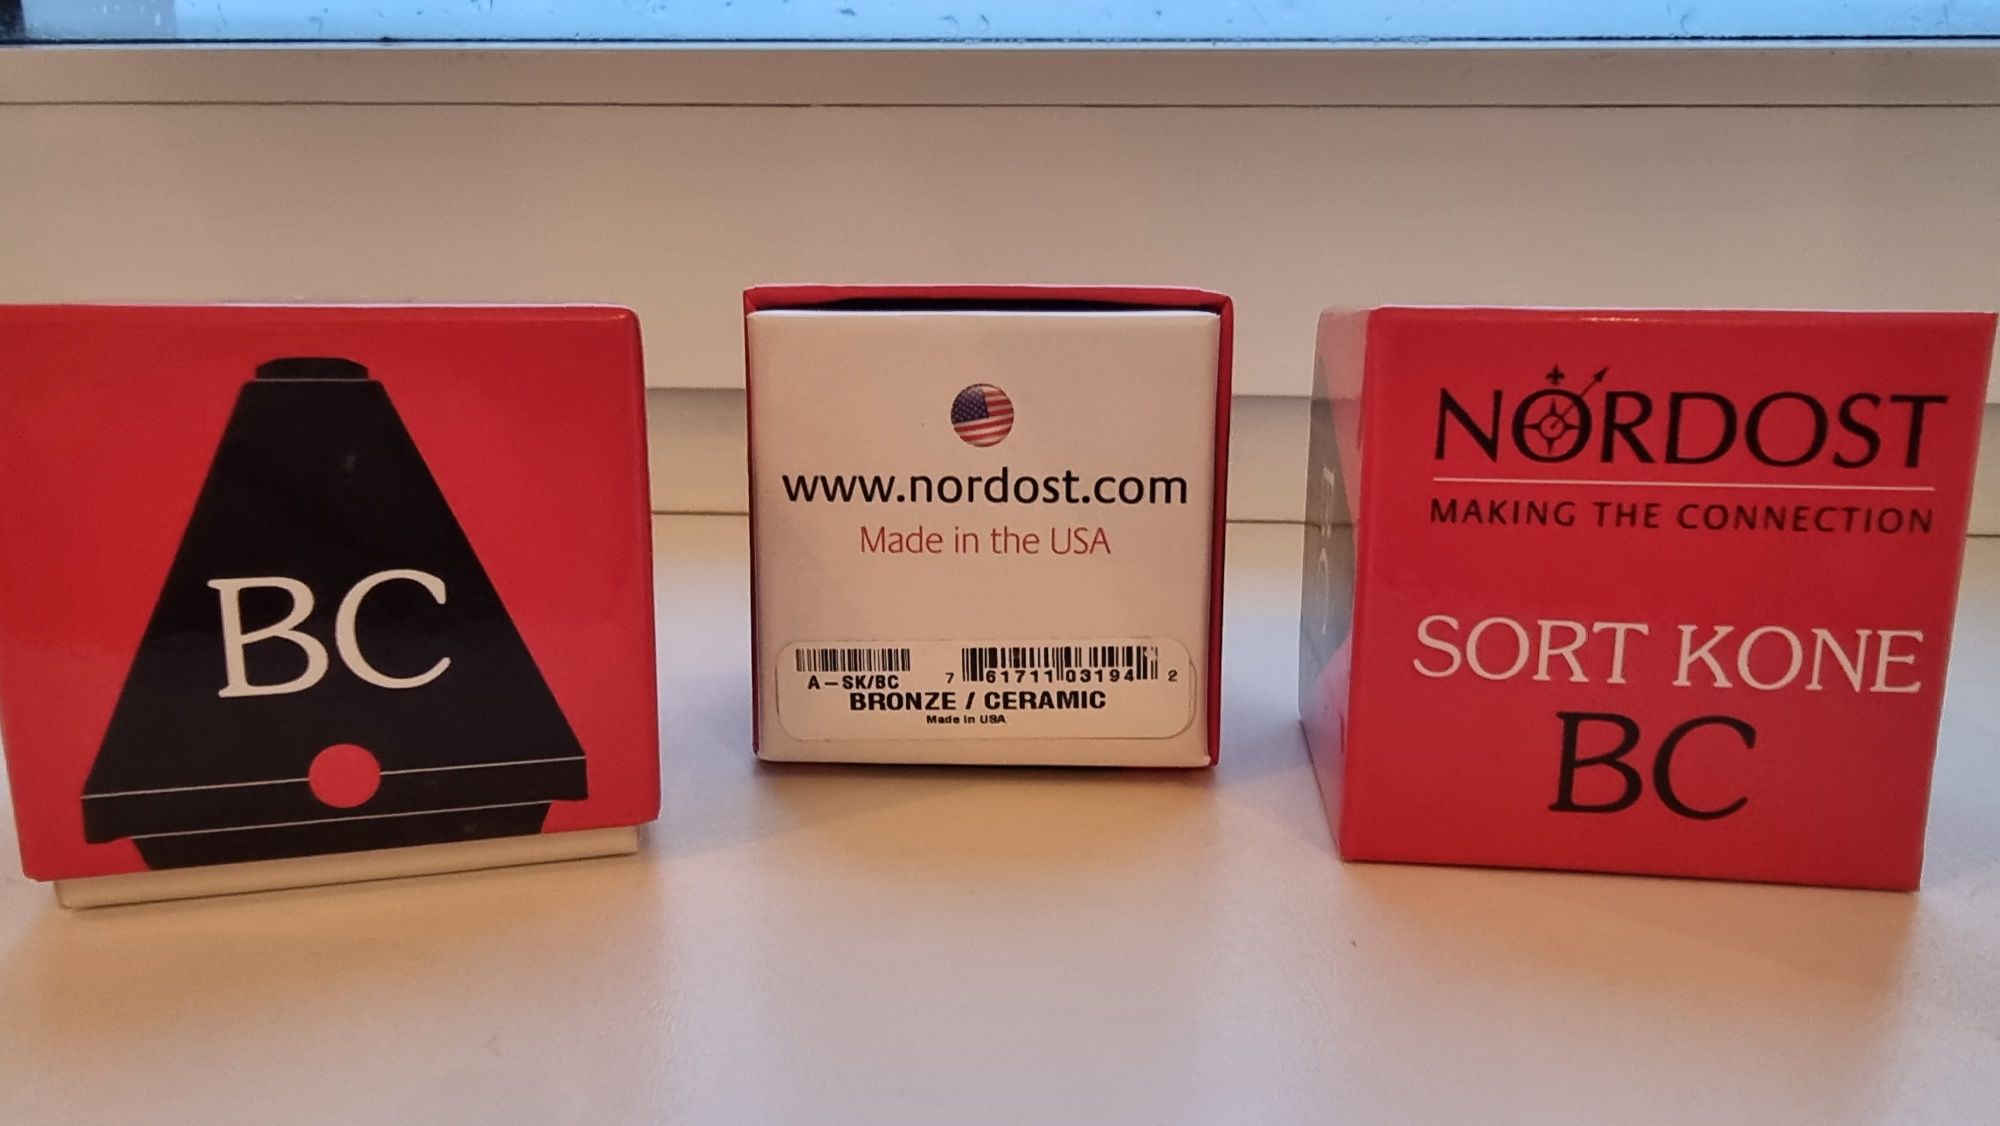 BC
www.nordost.com
Made in the USA
A-SK/BC
7 61711 03194 2
BRONZE / CERAMIC
Made in USA
NORDOST
MAKING THE CONNECTION
SORT KONE
BC